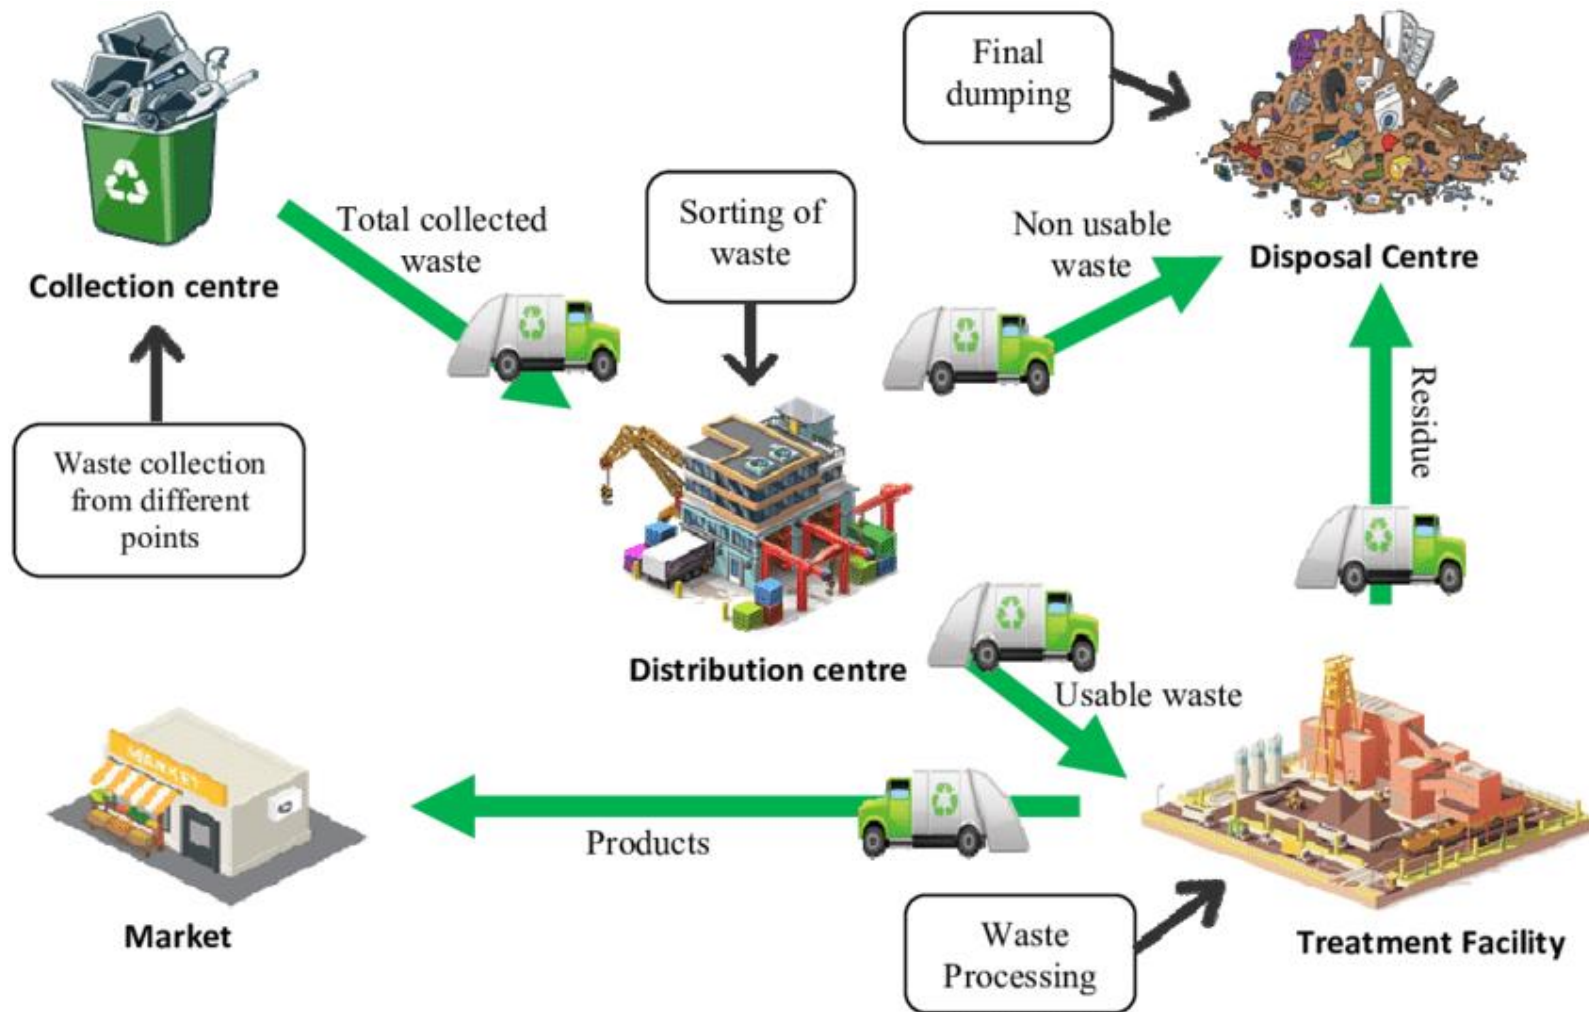 Final
dumping
Total collected
waste
Sorting of
waste
Non usable
waste
Collection centre
Disposal Centre
Waste collection
from different
points
Residue
Distribution centre
Usable waste
MARKET
Products
Market
Waste
Processing
Treatment Facility